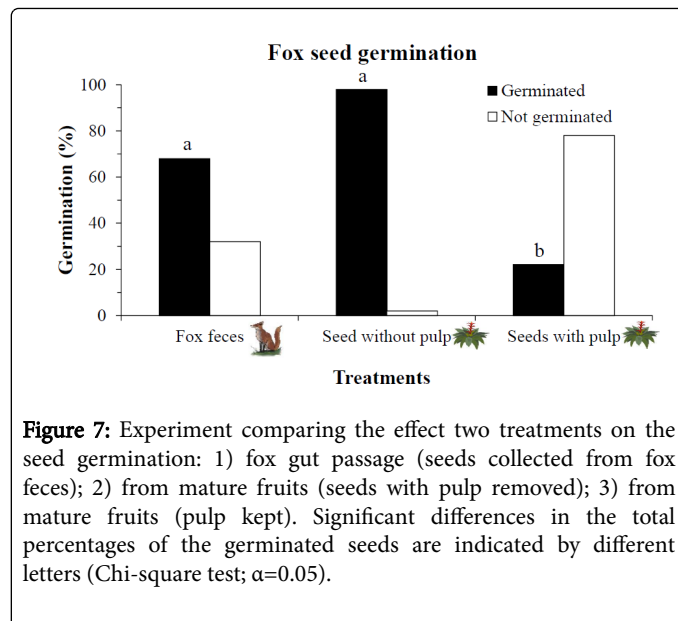 Fox seed germination
100
80
60
40
20
0
Germination (%)
a
a
b
Germinated
Not germinated
Fox feces
Seed without pulp
Seeds with pulp
Treatments
Figure 7: Experiment comparing the effect two treatments on the
seed germination: 1) fox gut passage (seeds collected from fox
feces); 2) from mature fruits (seeds with pulp removed); 3) from
mature fruits (pulp kept). Significant differences in the total
percentages of the germinated seeds are indicated by different
letters (Chi-square test; α=0.05).